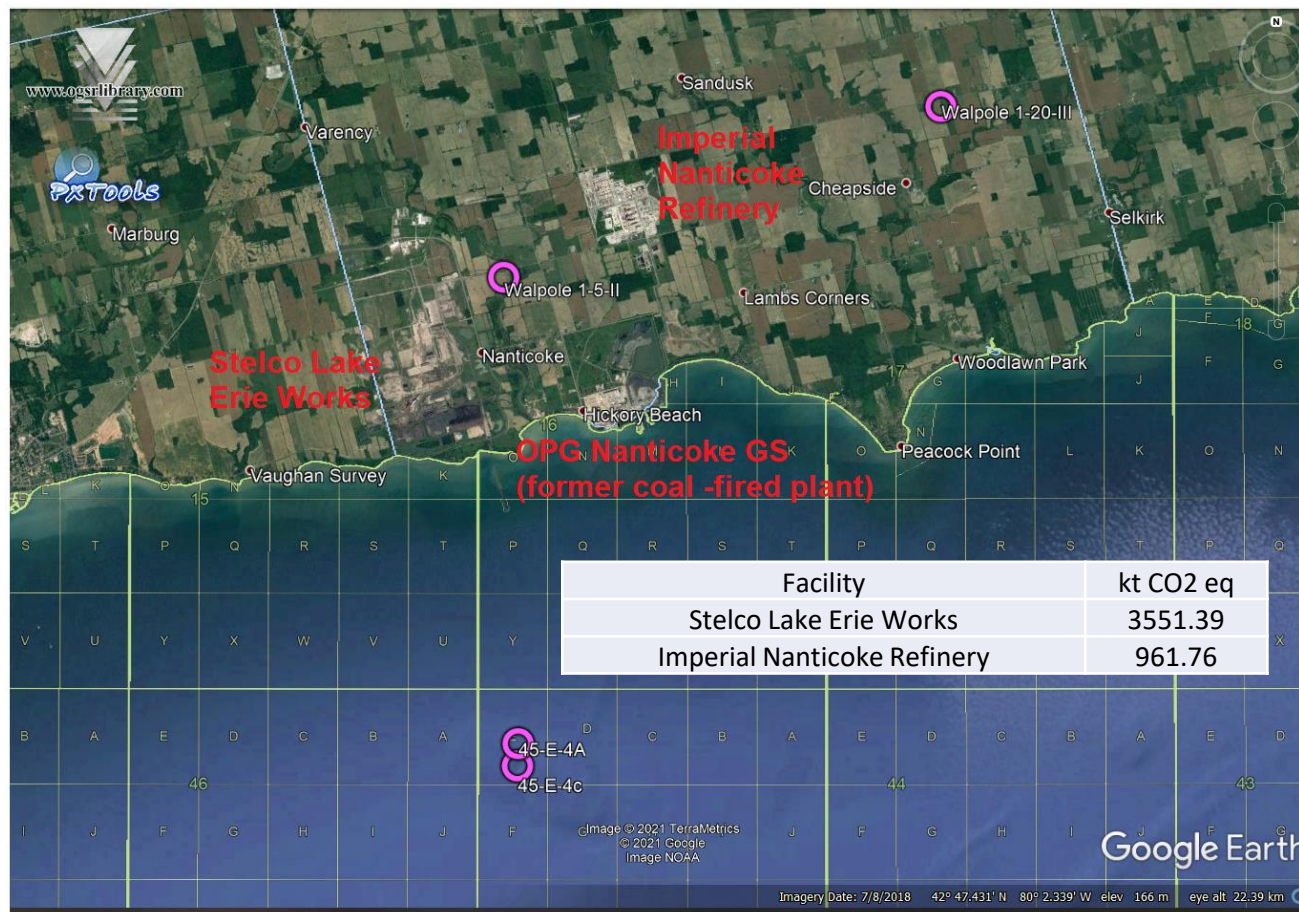 www.ogsrlibrary.com
PxTools
N
Sandusk
Walpole 1-20-III
Varency
Imperial
Nanticoke
Refinery
Cheapside
Marburg
Selkirk
Walpole 1-5-II
Lambs Corners
A E D
J F G
18
Nanticoke
Stelco Lake
Erie Works
17
Woodlawn Park
G
J F G
H I J F
Hickory Beach
16
N
OPG Nanticoke GS
(former coal -fired plant)
O N M L K O
Peacock Point
L K O N
Vaughan Survey
L K O N
K
15
S T P Q R S T P Q R S T P Q R S T P Q
Facility kt CO2 eq
Stelco Lake Erie Works 3551.39
Imperial Nanticoke Refinery 961.76
V U Y X W V U Y X
B A E D C B A E D C B A E D C B A E D
45-E-4A
45-E-4c
46
44
43
I J F G H I J F G J F G H I J F G
Image © 2021 TerraMetrics
© 2021 Google
Image NOAA
Google Earth
Imagery Date: 7/8/2018 42° 47.431' N 80° 2.339' W elev 166 m eye alt 22.39 km